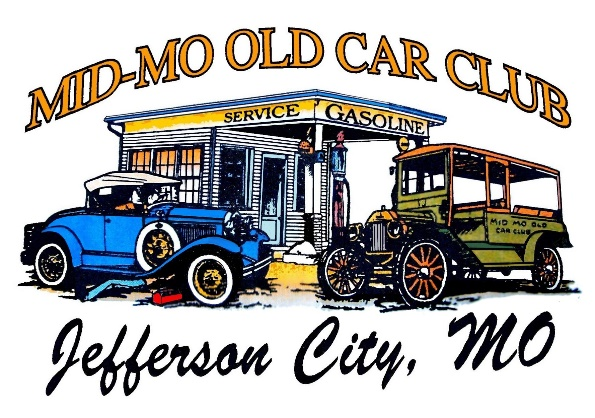 MID-MO OLD CAR CLUB
SERVICE GASOLINE
MID MO OLD
CAR CLUB
Jefferson City, MO